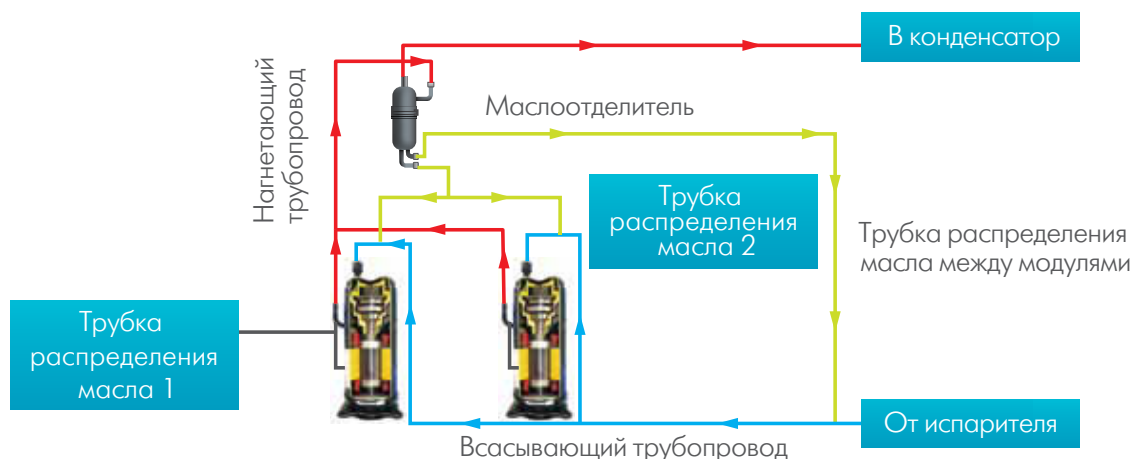 В конденсатор
Нагнетающий
трубопровод
Маслоотделитель
Трубка
распределения
масла 2
Трубка распределения
масла между модулями
Трубка
распределения
масла 1
От испарителя
Всасывающий трубопровод